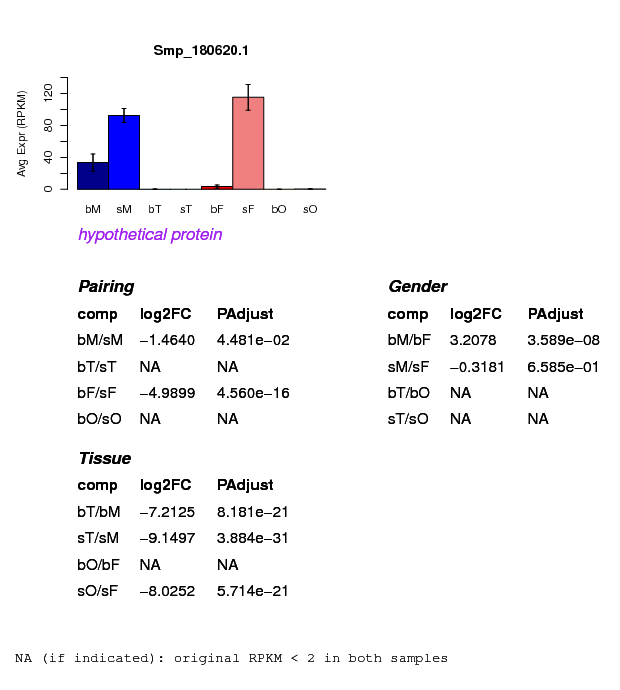 Smp_180620.1
Avg Expr (RPKM)
0 40 80 120
bM sM bT sT bF sF bO sO
hypothetical protein
Pairing
comp log2FC PAdjust
bM/sM −1.4640 4.481e−02
bT/sT NA NA
bF/sF −4.9899 4.560e−16
bO/sO NA NA
Gender
comp log2FC PAdjust
bM/bF 3.2078 3.589e−08
sM/sF −0.3181 6.585e−01
bT/bO NA NA
sT/sO NA NA
Tissue
comp log2FC PAdjust
bT/bM −7.2125 8.181e−21
sT/sM −9.1497 3.884e−31
bO/bF NA NA
sO/sF −8.0252 5.714e−21
NA (if indicated): original RPKM < 2 in both samples